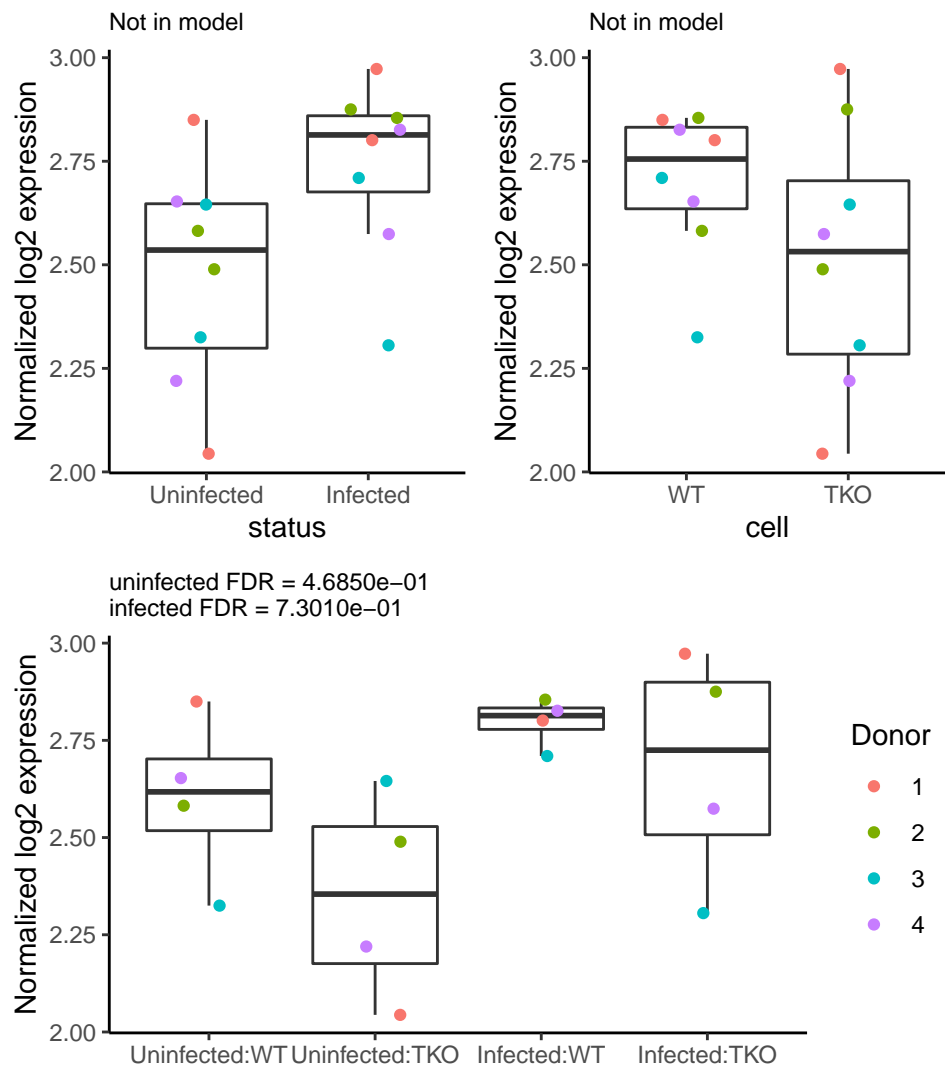 Not in model
Normalized log2 expression
3.00
2.75
2.50
2.25
2.00
Uninfected Infected
status
Not in model
Normalized log2 expression
3.00
2.75
2.50
2.25
2.00
WT TKO
cell
uninfected FDR = 4.6850e−01
infected FDR = 7.3010e−01
Normalized log2 expression
3.00
2.75
2.50
2.25
2.00
Uninfected:WT Uninfected:TKO Infected:WT Infected:TKO
Donor
1
2
3
4